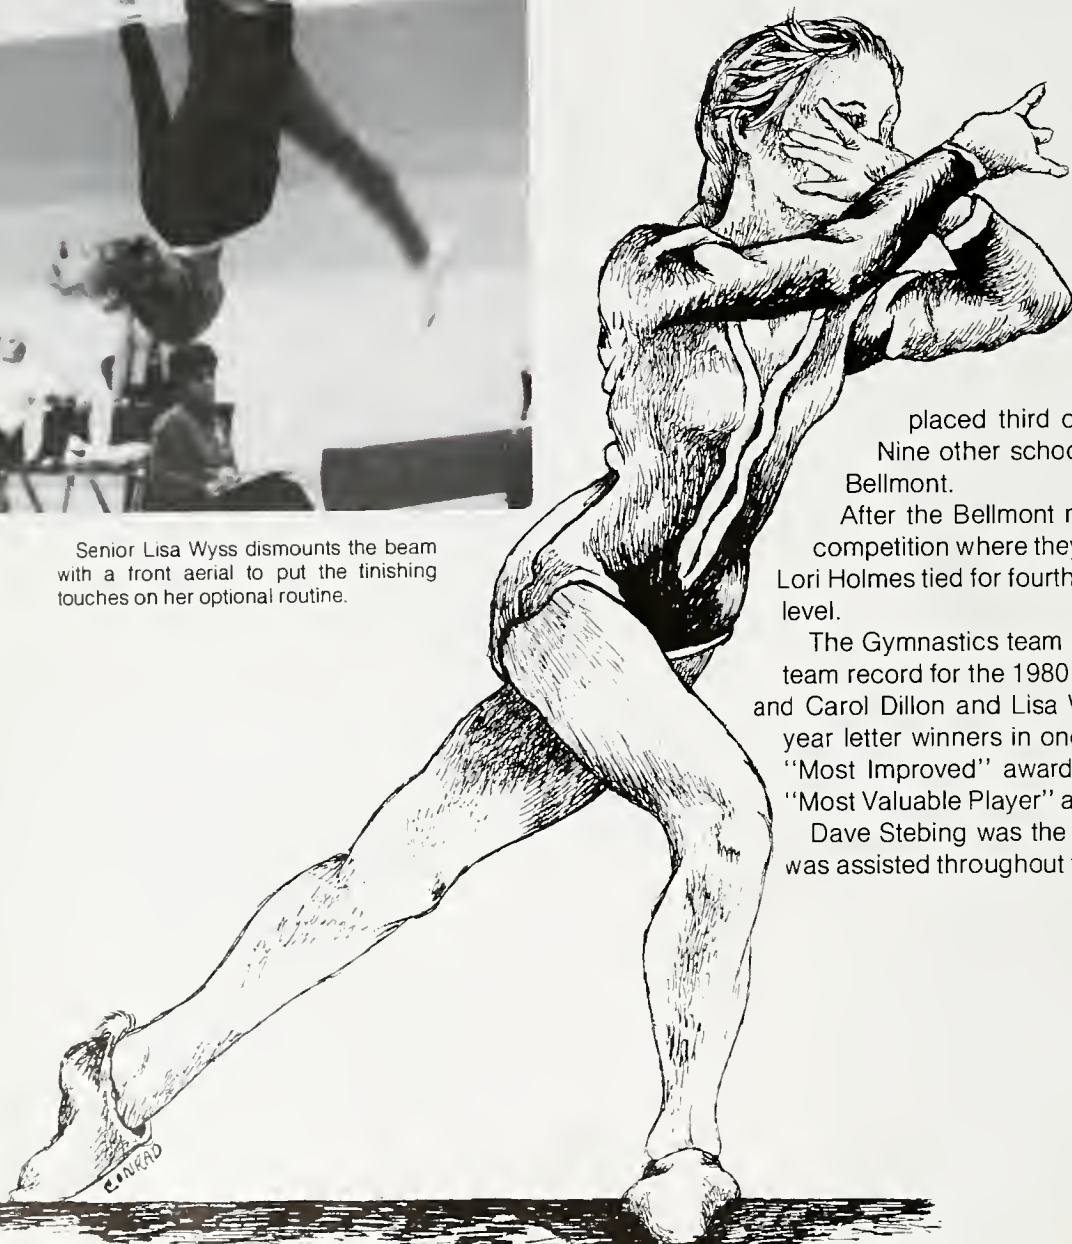 Senior Lisa Wyss dismounts the beam
with a front aerial to put the finishing
touches on her optional routine.
placed third
Nine other
Bellmont.
After the Bellmont
competition where they
Lori Holmes tied for fourth
level.
The Gymnastics team
team record for the 1980
and Carol Dillon and Lisa
year letter winners in
"Most Improved" award
"Most Valuable Player"
Dave Stebing was the
was assisted throughout
CONRAD